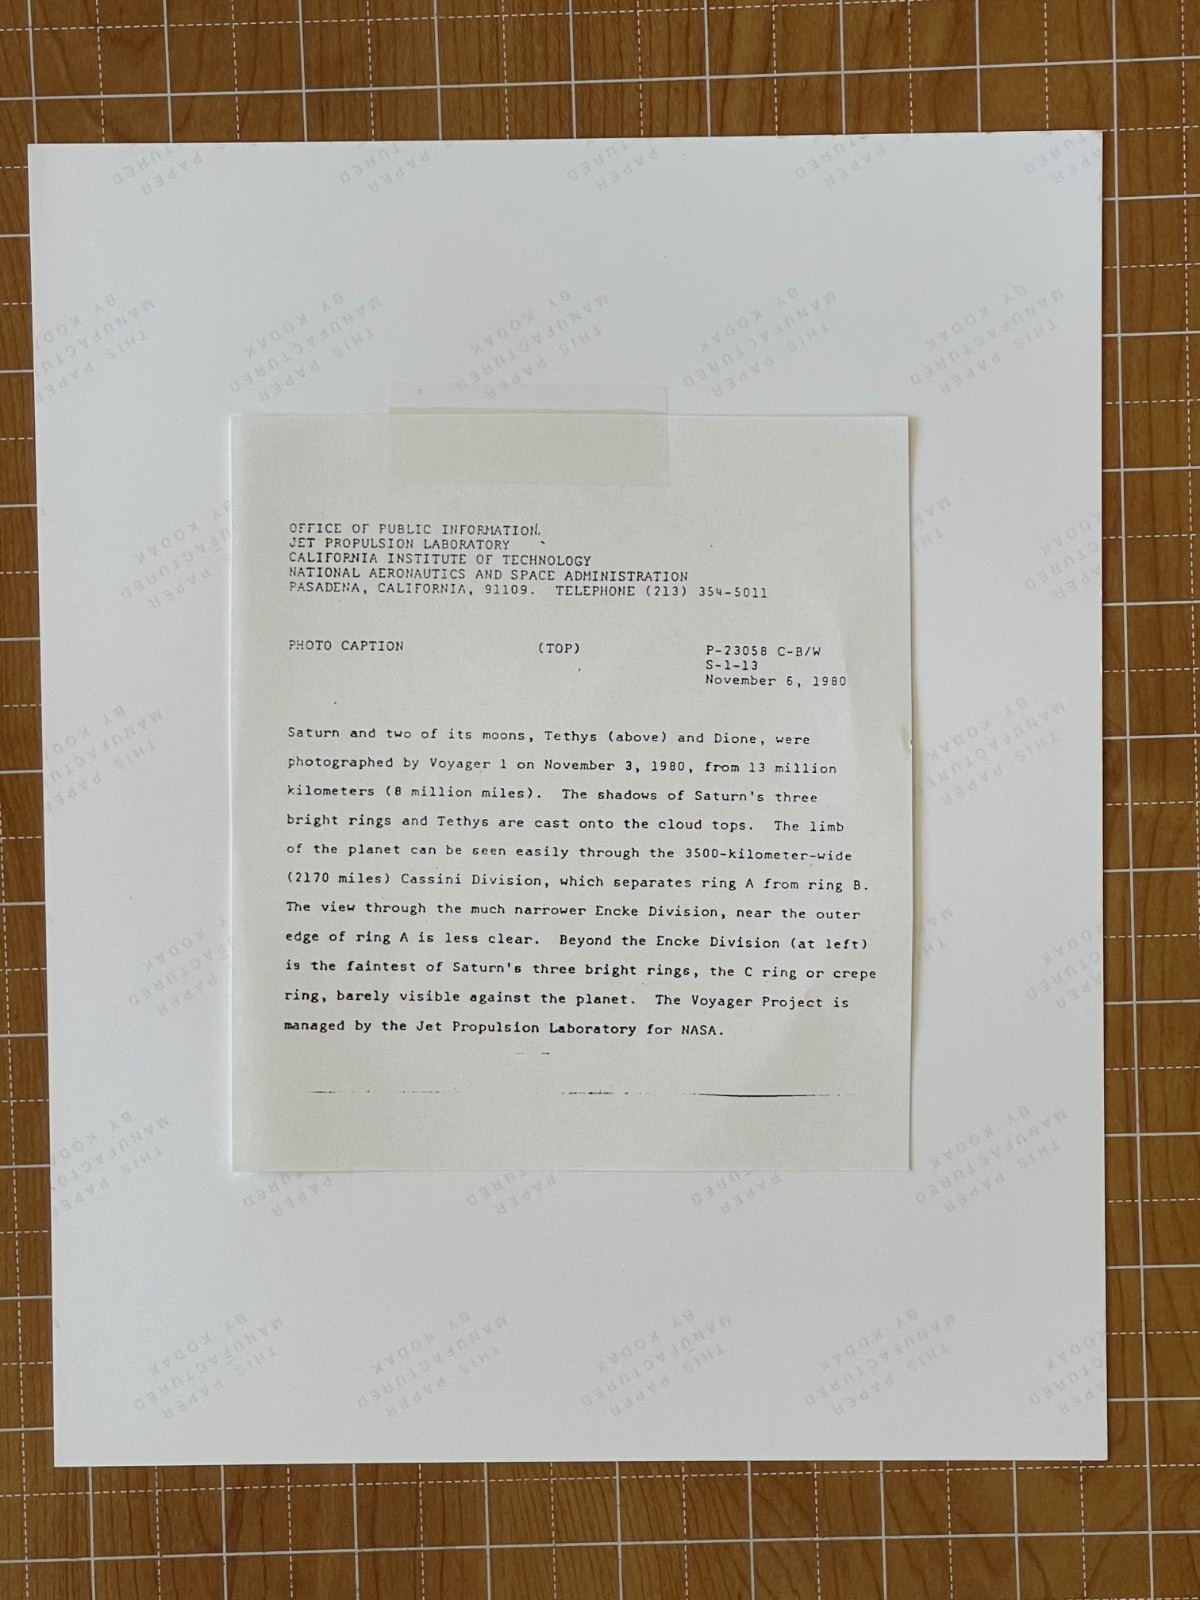 OFFICE OF PUBLIC INFORMATION
JET PROPULSION LABORATORY
CALIFORNIA INSTITUTE OF TECHNOLOGY
NATIONAL AERONAUTICS AND SPACE ADMINISTRATION
PASADENA, CALIFORNIA, 91109. TELEPHONE (213) 354-5011
PHOTO CAPTION (TOP) P-23058 C-B/W
S-1-13
November 6, 1980
Saturn and two of its moons, Tethys (above) and Dione, were
photographed by Voyager 1 on November 3, 1980, from 13 million
kilometers (8 million miles). The shadows of Saturn's three
bright rings and Tethys are cast onto the cloud tops. The limb
of the planet can be seen easily through the 3500-kilometer-wide
(2170 miles) Cassini Division, which separates ring A from ring B.
The view through the much narrower Encke Division, near the outer
edge of ring A is less clear. Beyond the Encke Division (at left)
is the faintest of Saturn's three bright rings, the C ring or crepe
ring, barely visible against the planet. The Voyager Project is
managed by the Jet Propulsion Laboratory for NASA.
THIS PAPER
MANUFACTURED
BY KODAK